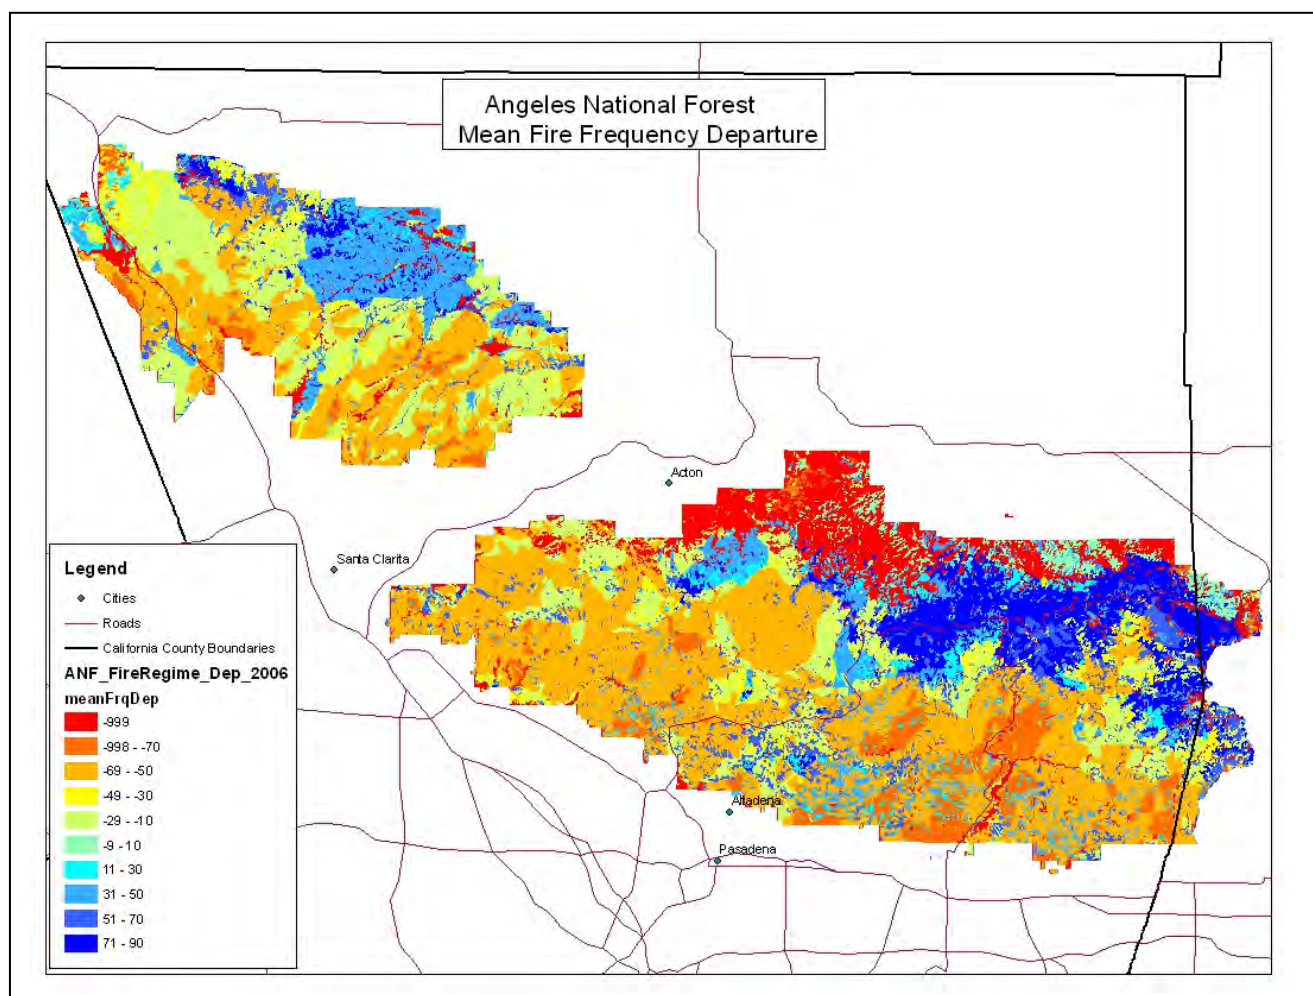 Angeles National Forest
Mean Fire Frequency Departure
Acton
Santa Clarita
Altadena
Pasadena
Legend
Cities
Roads
California County Boundaries
ANF_FireRegime_Dep_2006
meanFrqDep
-999
-998 - -70
-69 - -50
-49 - -30
-29 - -10
-9 - 10
11 - 30
31 - 50
51 - 70
71 - 90